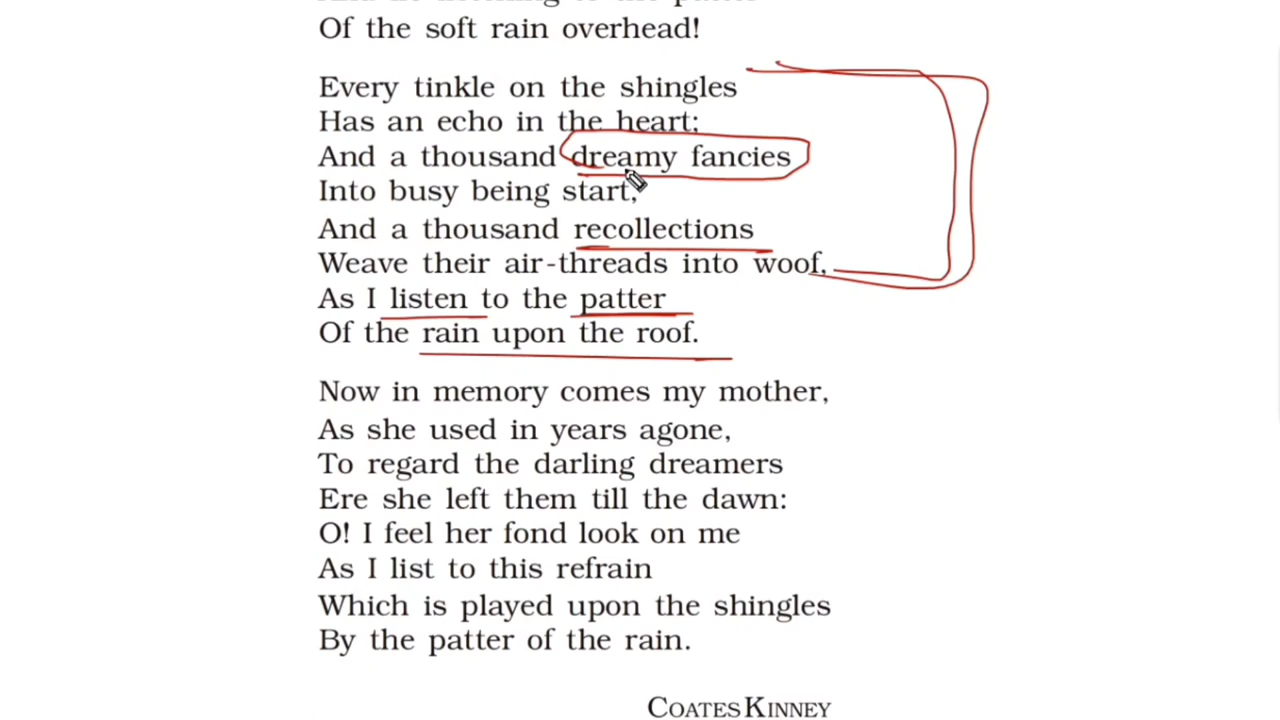 Of the soft rain overhead!
Every tinkle on the shingles
Has an echo in the heart;
And a thousand dreamy fancies
Into busy being start,
And a thousand recollections
Weave their air-threads into woof,
As I listen to the patter
Of the rain upon the roof.
Now in memory comes my mother,
As she used in years agone,
To regard the darling dreamers
Ere she left them till the dawn:
O! I feel her fond look on me
As I list to this refrain
Which is played upon the shingles
By the patter of the rain.
COATES KINNEY